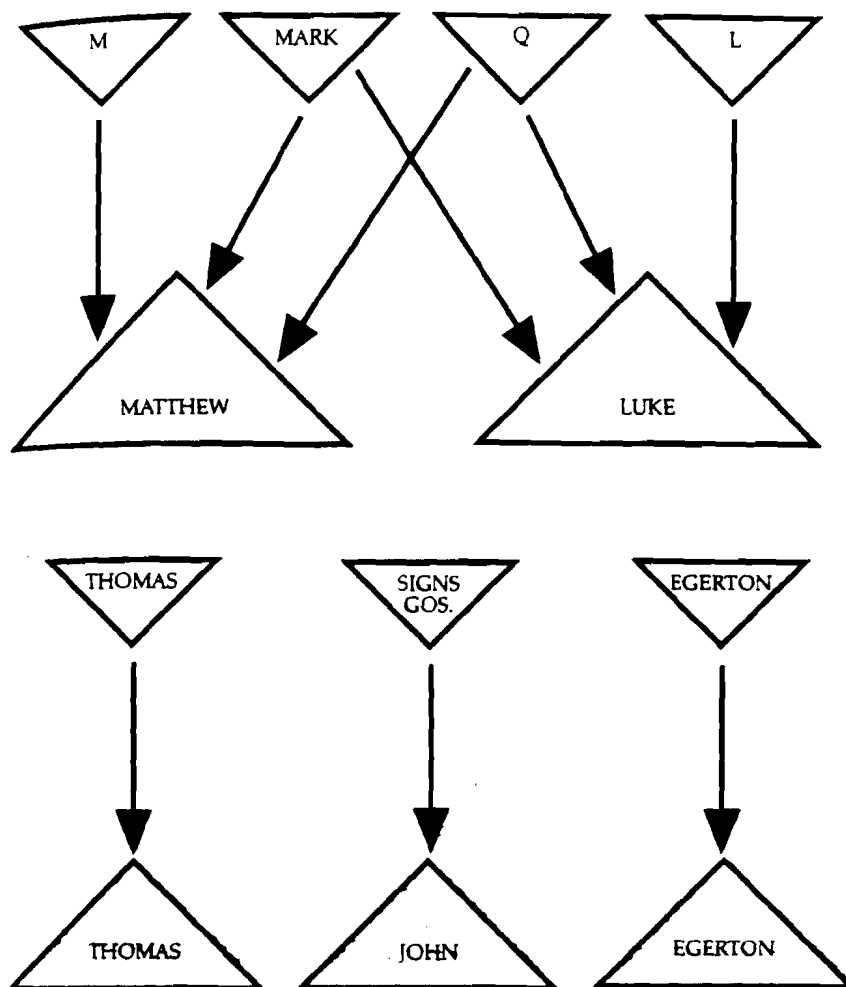 M
MARK
Q
L
MATTHEW
LUKE
THOMAS
SIGNS
GOS.
EGERTON
THOMAS
JOHN
EGERTON